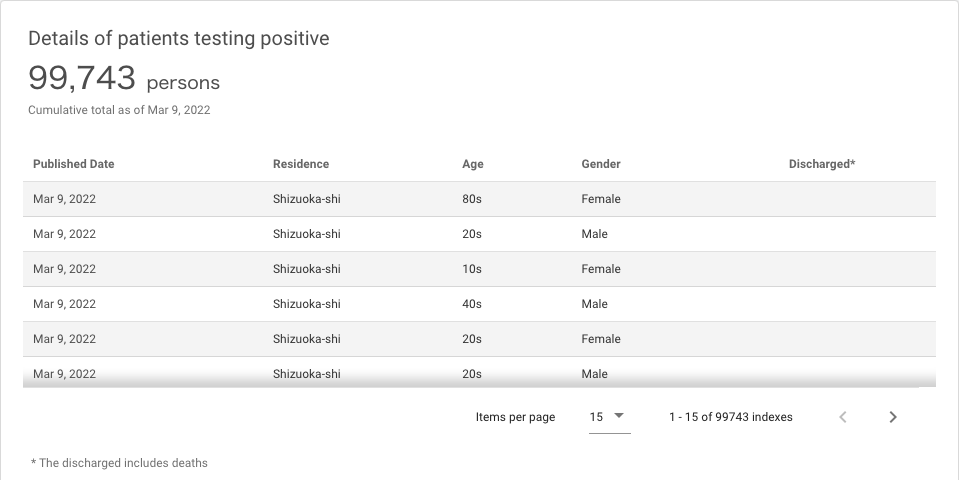 Details of patients testing positive
99,743 persons
Cumulative total as of Mar 9, 2022
Published Date Residence Age Gender Discharged*
Mar 9, 2022 Shizuoka-shi 80s Female
Mar 9, 2022 Shizuoka-shi 20s Male
Mar 9, 2022 Shizuoka-shi 10s Female
Mar 9, 2022 Shizuoka-shi 40s Male
Mar 9, 2022 Shizuoka-shi 20s Female
Mar 9, 2022 Shizuoka-shi 20s Male
Items per page 15 1 - 15 of 99743 indexes
* The discharged includes deaths